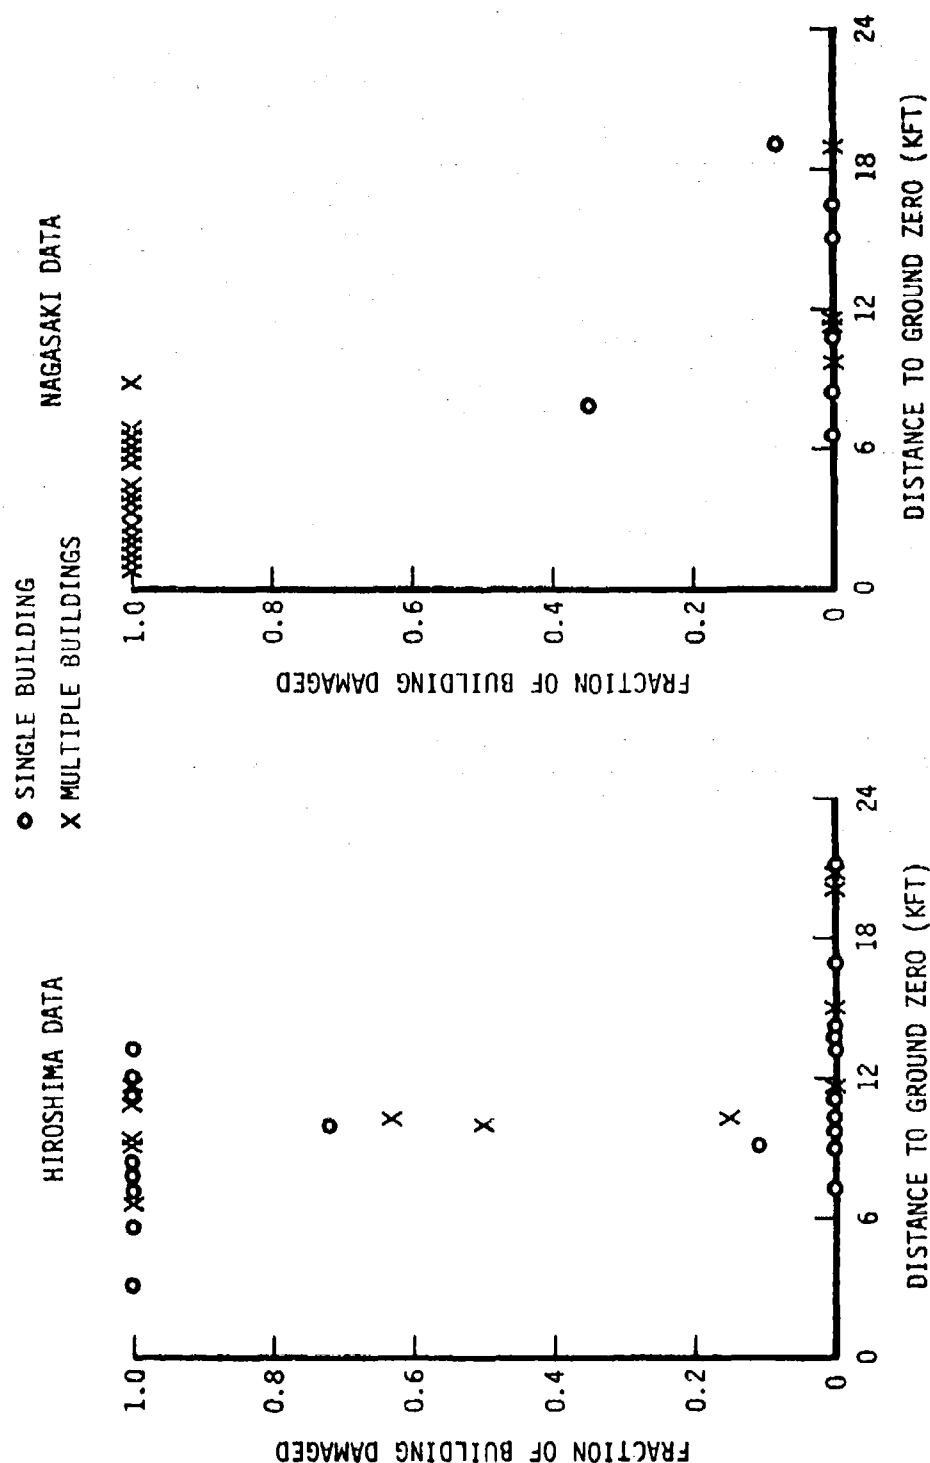 O SINGLE BUILDING
X MULTIPLE BUILDINGS
HIROSHIMA DATA
FRACTION OF BUILDING DAMAGED
1.0
0.8
0.6
0.4
0.2
0
0
6
12
18
24
DISTANCE TO GROUND ZERO (KFT)
NAGASAKI DATA
FRACTION OF BUILDING DAMAGED
1.0
0.8
0.6
0.4
0.2
0
0
6
12
18
24
DISTANCE TO GROUND ZERO (KFT)